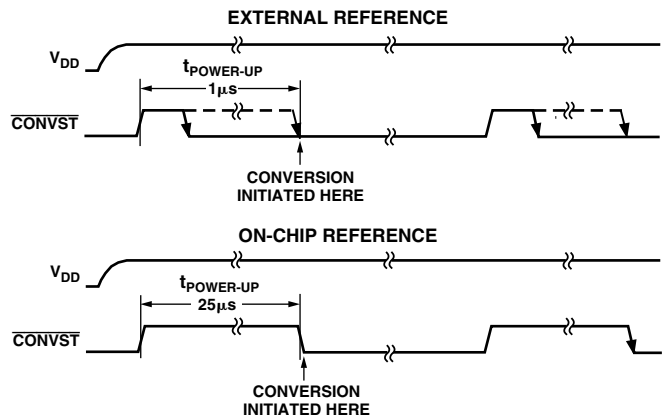 EXTERNAL REFERENCE
VDD
tPOWER-UP
1µs
CONVST
CONVERSION
INITIATED HERE
ON-CHIP REFERENCE
VDD
tPOWER-UP
25µs
CONVST
CONVERSION
INITIATED HERE